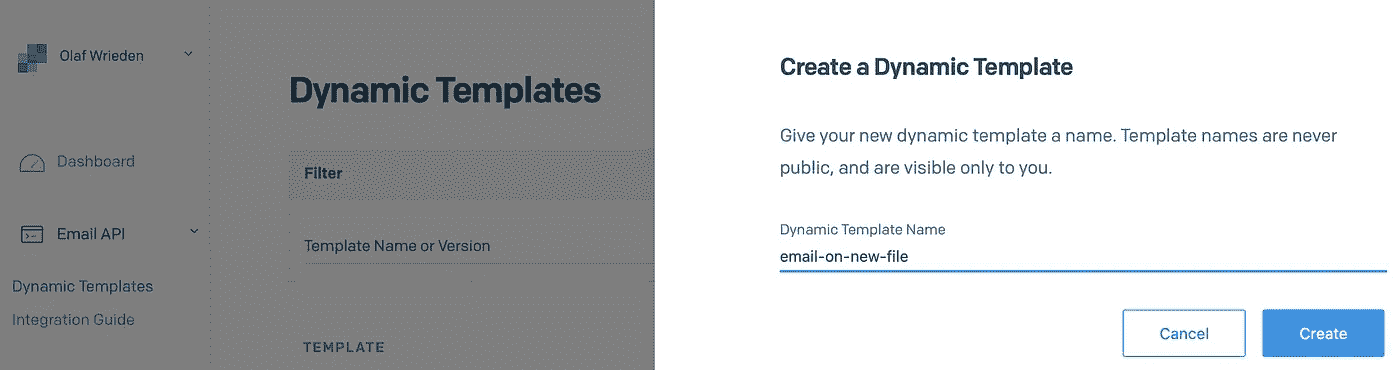 Olaf Wrieden
Dashboard
Email API
Dynamic Templates
Integration Guide
Dynamic Templates
Filter
Template Name or Version
TEMPLATE
Create a Dynamic Template
Give your new dynamic template a name. Template names are never
public, and are visible only to you.
Dynamic Template Name
email-on-new-file
Cancel
Create